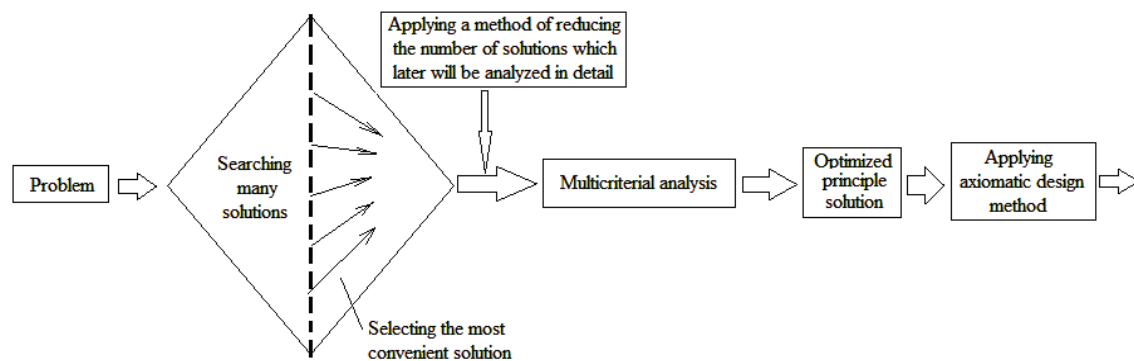 Applying a method of reducing
the number of solutions which
later will be analyzed in detail
Problem
Searching
many
solutions
Multicriterial analysis
Optimized
principle
solution
Applying
axiomatic design
method
Selecting the most
convenient solution